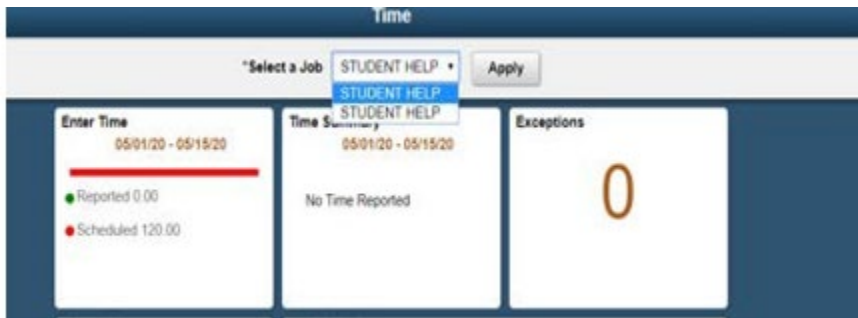 Time
*Select a Job STUDENT HELP Apply
STUDENT HELP
STUDENT HELP
Enter Time
05/01/20 - 05/15/20
Reported 0.00
Scheduled 120.00
Time Summary
05/01/20 - 05/15/20
No Time Reported
Exceptions
0